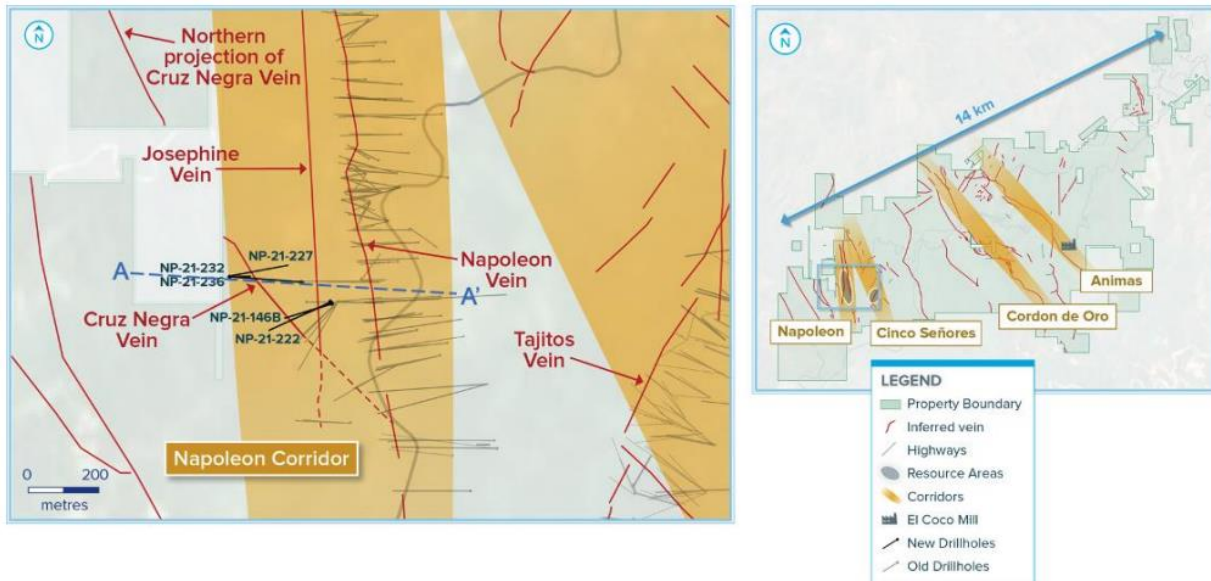 N
Northern
projection of
Cruz Negra Vein
Josephine
Vein
NP-21-227
NP-21-232
A
NP-21-236
A'
Napoleon
Vein
Cruz Negra
Vein
NP-21-146B
NP-21-222
Tajitos
Vein
Napoleon Corridor
0 200
metres
N
14 km
Animas
Cordon de Oro
Napoleon
Cinco Señores
LEGEND
Property Boundary
Inferred vein
Highways
Resource Areas
Corridors
El Coco Mill
New Drillholes
Old Drillholes